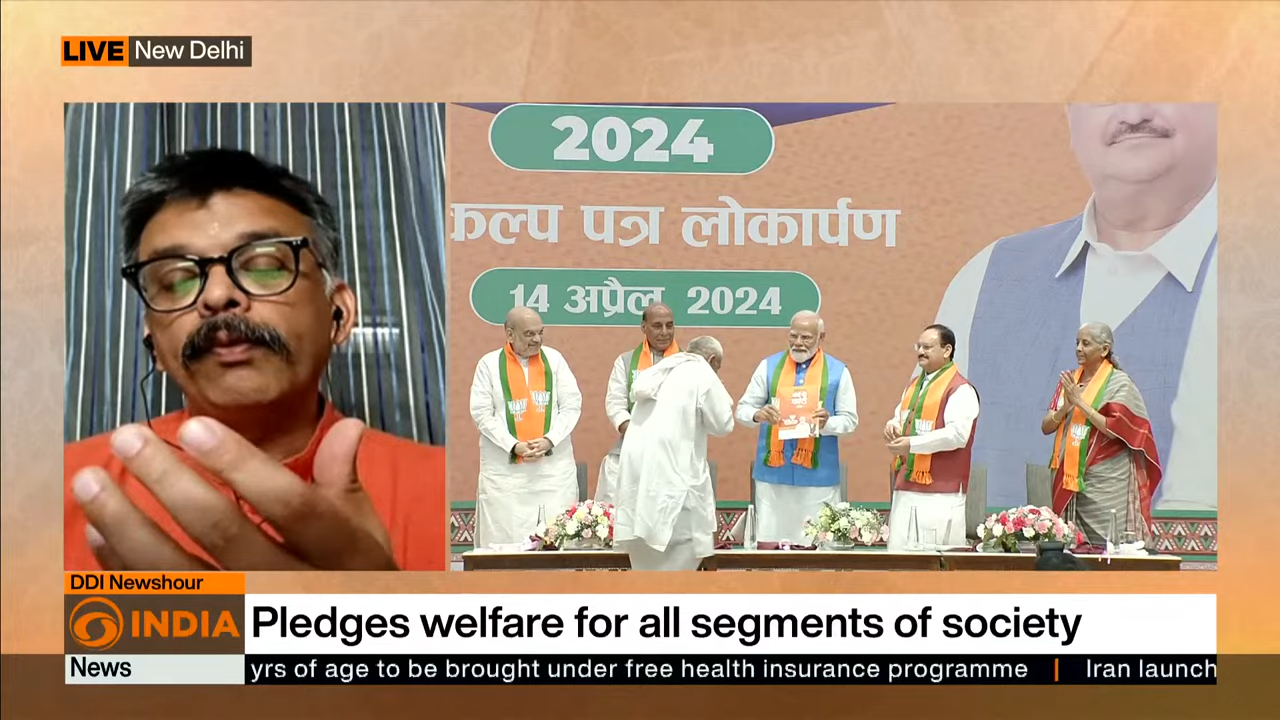 LIVE New Delhi
2024
कल्प पत्र लोकार्पण
14 अप्रैल 2024
DDI Newshour
INDIA
Pledges welfare for all segments of society
News
yrs of age to be brought under free health insurance programme | Iran launch